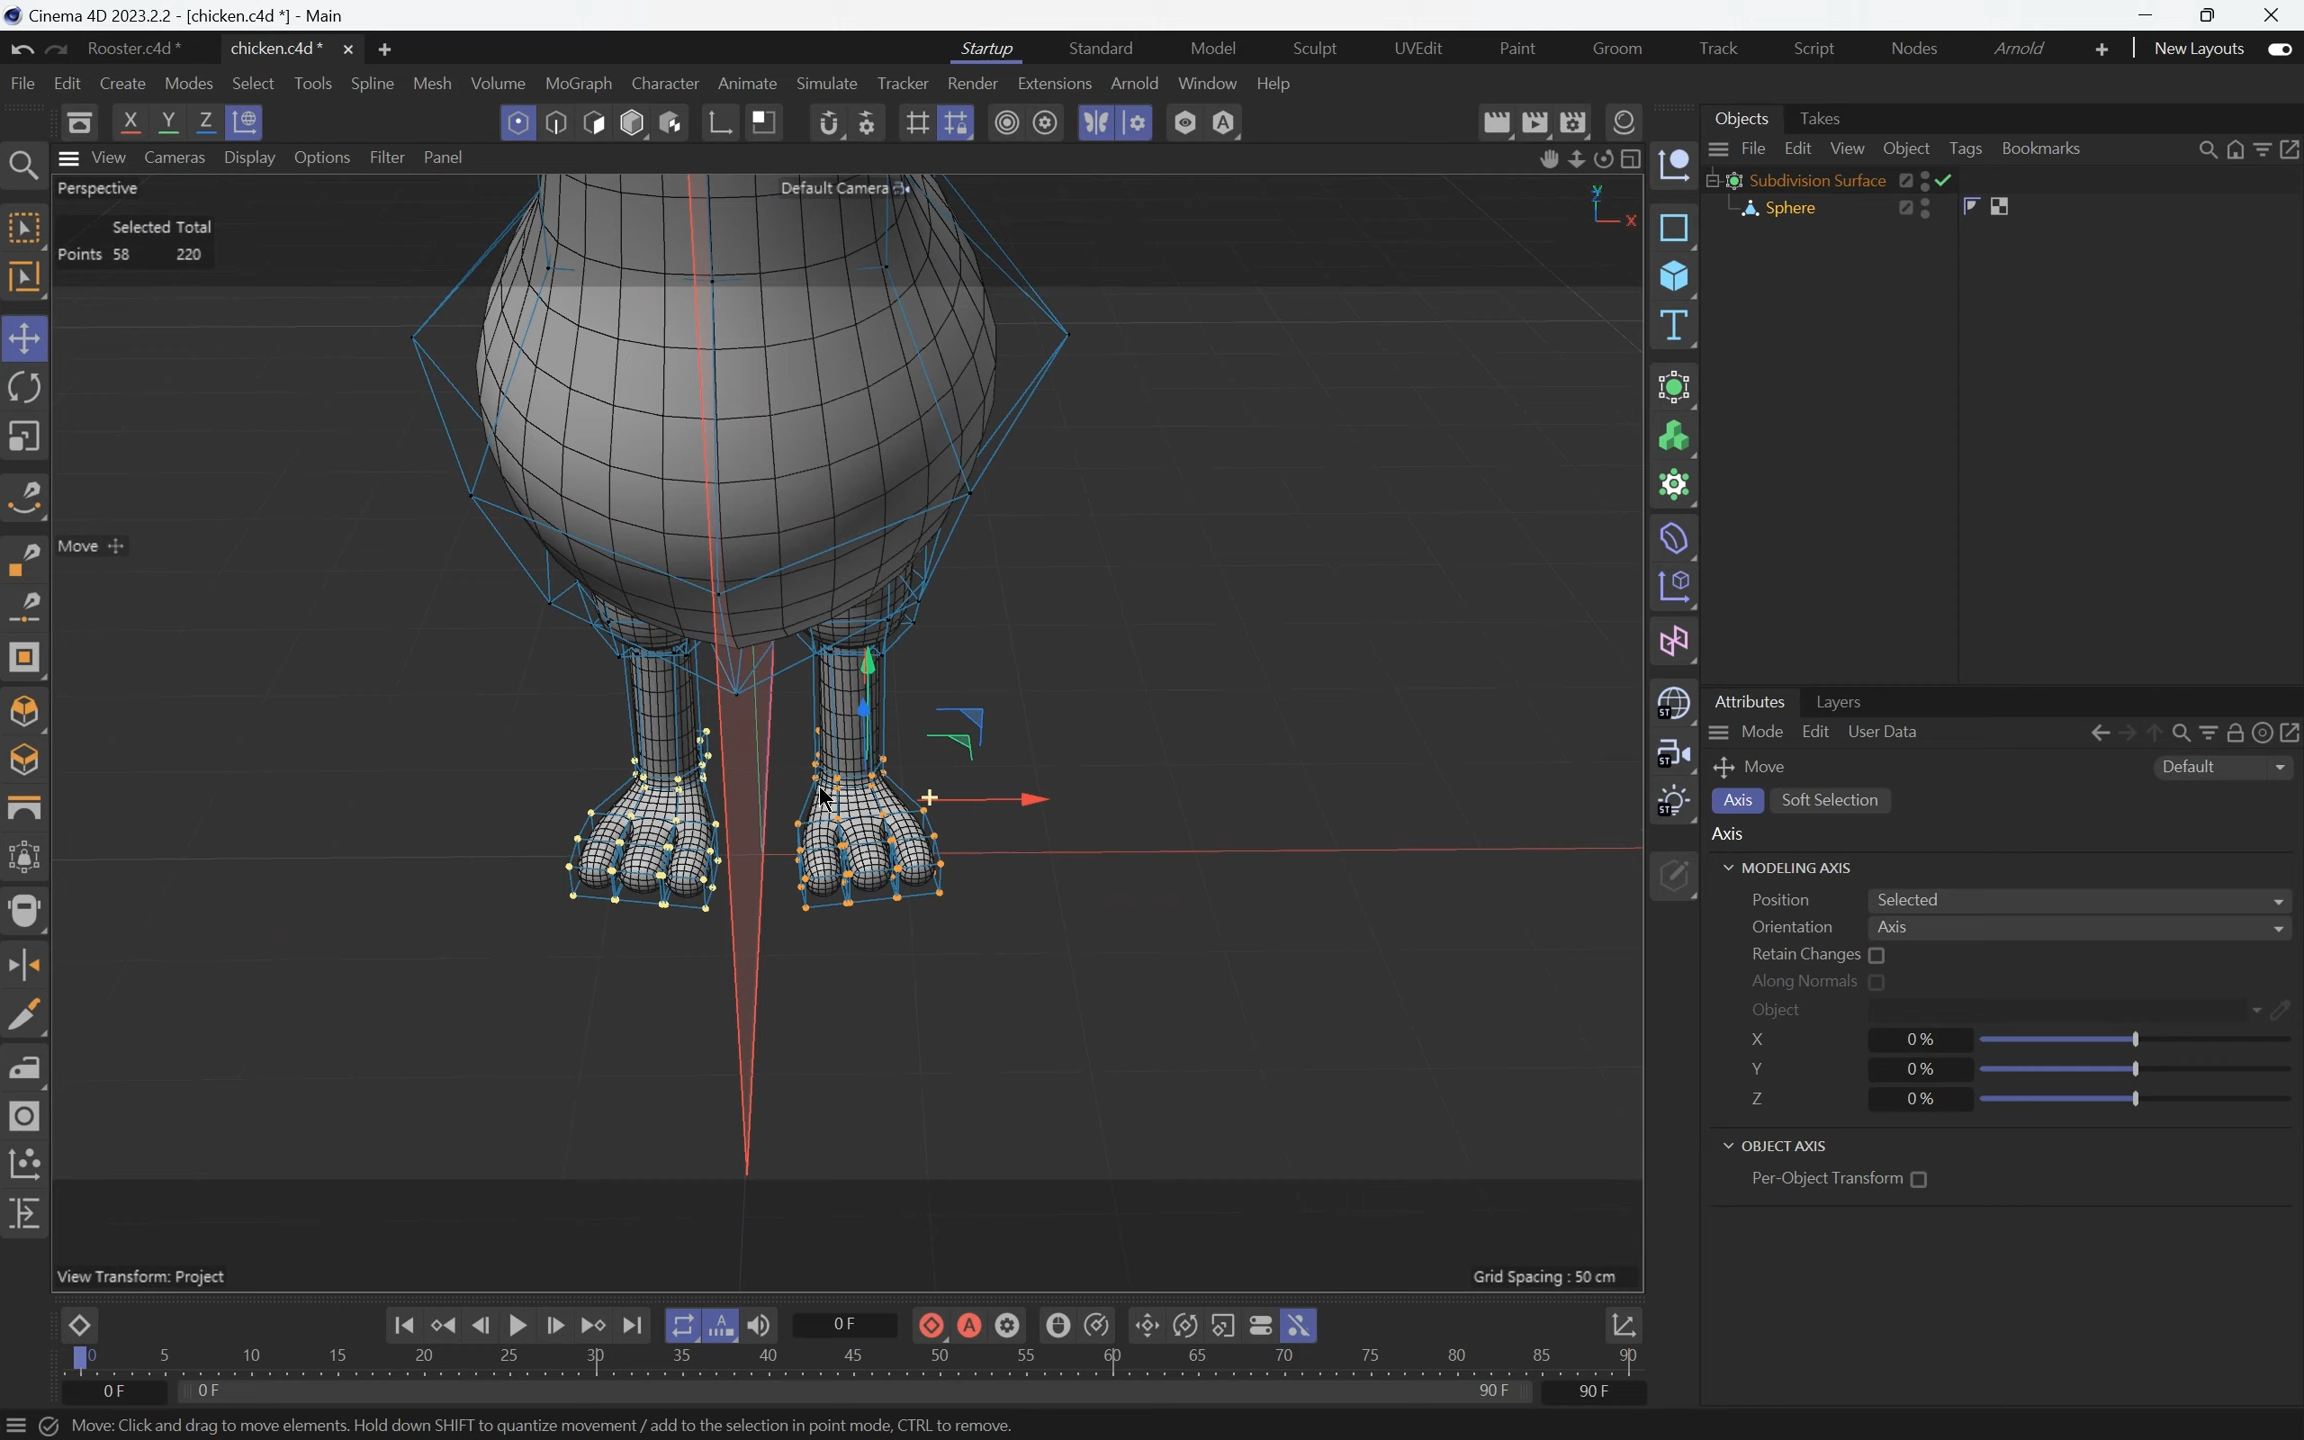 Cinema 4D 2023.2.2 - [chicken.c4d *] - Main
Rooster.c4d *
chicken.c4d *
Startup
Standard
Model
Sculpt
UVEdit
Paint
Groom
Track
Script
Nodes
Arnold
New Layouts
File Edit Create Modes Select Tools Spline Mesh Volume MoGraph Character Animate Simulate Tracker Render Extensions Arnold Window Help
X Y Z
Objects Takes
View Cameras Display Options Filter Panel
File Edit View Object Tags Bookmarks
Perspective
Default Camera
Y
Z
X
Subdivision Surface
Sphere
Selected Total
Points 58 220
Move
Attributes Layers
Mode Edit User Data
Move
Default
Axis Soft Selection
Axis
MODELING AXIS
Position Selected
Orientation Axis
Retain Changes
Along Normals
Object
X 0 %
Y 0 %
Z 0 %
OBJECT AXIS
Per-Object Transform
ST
ST
ST
View Transform: Project
Grid Spacing : 50 cm
0 F
0 5 10 15 20 25 30 35 40 45 50 55 60 65 70 75 80 85 90
0 F
0 F
90 F
90 F
Move: Click and drag to move elements. Hold down SHIFT to quantize movement / add to the selection in point mode, CTRL to remove.